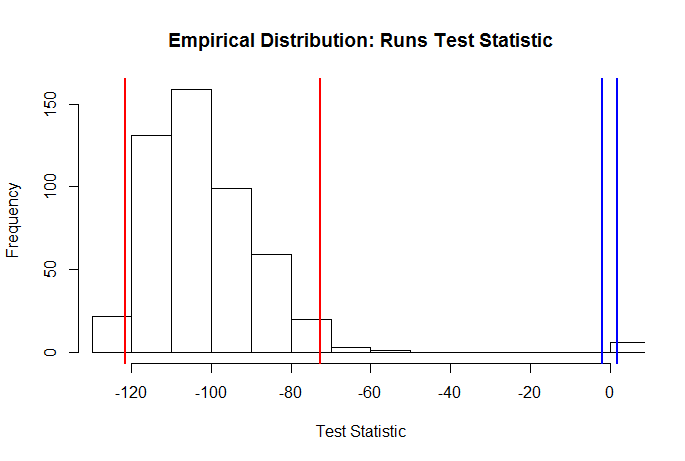 Empirical Distribution: Runs Test Statistic
Frequency
150
100
50
0
-120 -100 -80 -60 -40 -20 0
Test Statistic